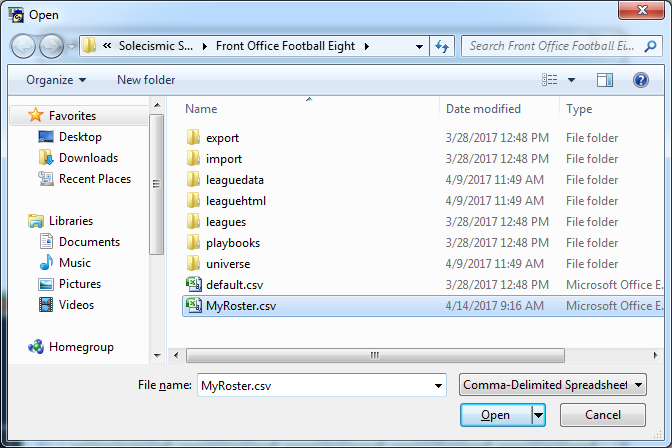 Open
« Solecismic S... Front Office Football Eight Search Front Office Football Ei...
Organize New folder
Name Date modified Type
Favorites
Desktop
Downloads
Recent Places
Libraries
Documents
Music
Pictures
Videos
Homegroup
export 3/28/2017 12:48 PM File folder
import 3/28/2017 12:48 PM File folder
leaguedata 4/9/2017 11:49 AM File folder
leaguehtml 4/9/2017 11:49 AM File folder
leagues 3/28/2017 12:48 PM File folder
playbooks 3/28/2017 12:48 PM File folder
universe 4/9/2017 11:49 AM File folder
default.csv 3/28/2017 12:48 PM Microsoft Office E
MyRoster.csv 4/14/2017 9:16 AM Microsoft Office E
File name: MyRoster.csv Comma-Delimited Spreadsheet
Open Cancel